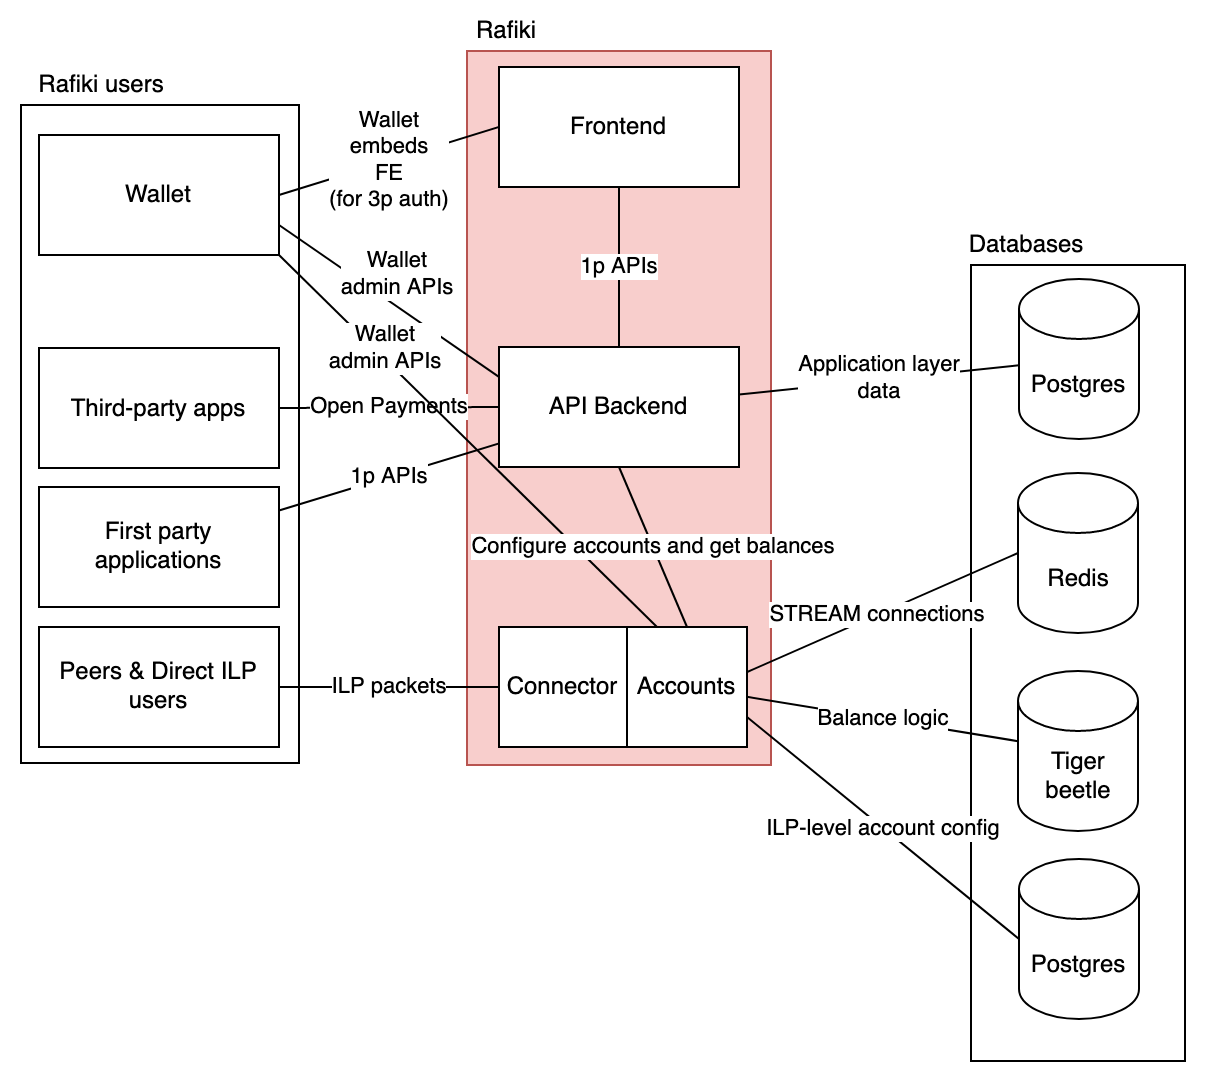 Rafiki
Rafiki users
Wallet
embeds
FE
(for 3p auth)
Frontend
Wallet
Databases
Wallet
admin APIs
1p APIs
Wallet
admin APIs
Application layer
data
Postgres
Third-party apps
Open Payments
API Backend
1p APIs
First party
applications
Configure accounts and get balances
Redis
STREAM connections
Peers & Direct ILP
users
ILP packets
Connector
Accounts
Balance logic
Tiger
beetle
ILP-level account config
Postgres